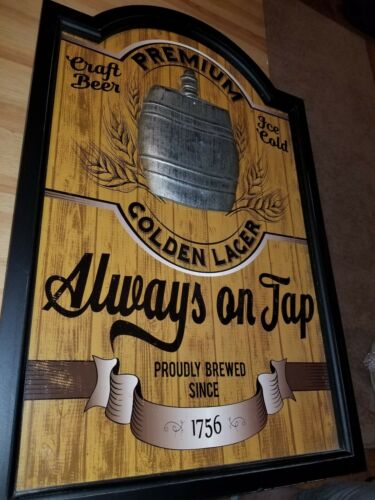 Craft
Beer
PREMIUM
Ice
Cold
GOLDEN LAGER
Always on Tap
PROUDLY BREWED
SINCE
1756